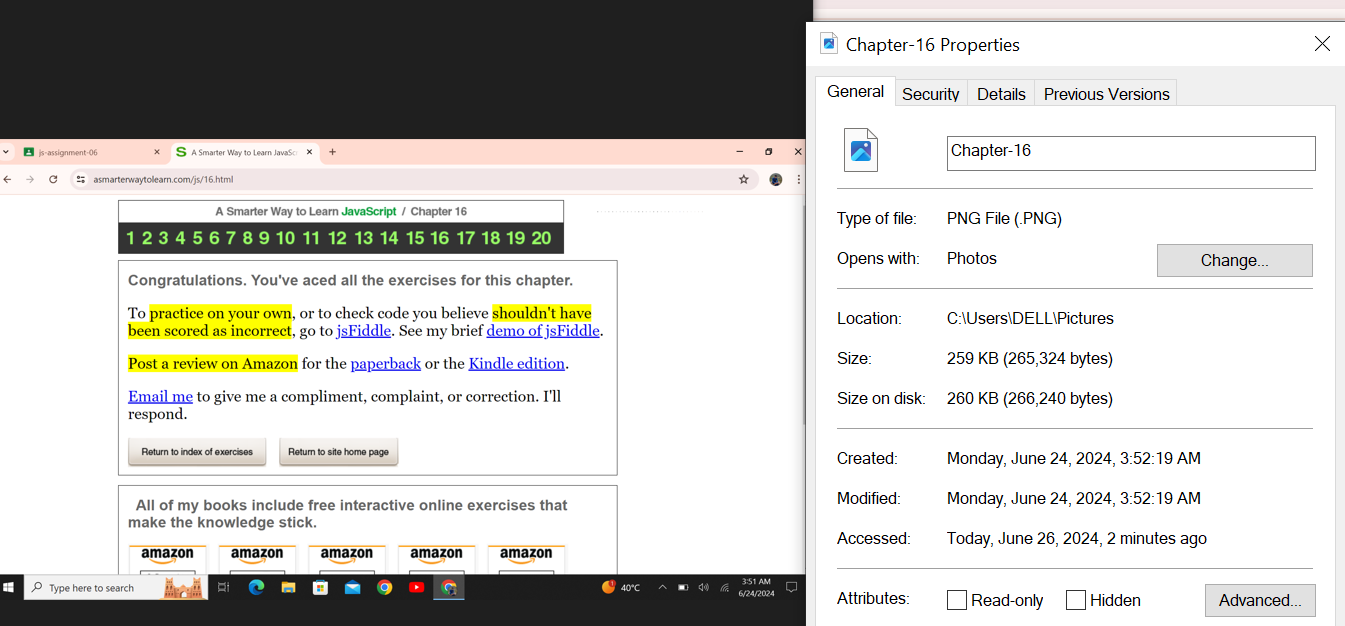 js-assignment-06
A Smarter Way to Learn JavaSc
asmarterwaytolearn.com/js/16.html
A Smarter Way to Learn JavaScript / Chapter 16
1 2 3 4 5 6 7 8 9 10 11 12 13 14 15 16 17 18 19 20
Congratulations. You've aced all the exercises for this chapter.
To practice on your own, or to check code you believe shouldn't have
been scored as incorrect, go to jsFiddle. See my brief demo of jsFiddle.
Post a review on Amazon for the paperback or the Kindle edition.
Email me to give me a compliment, complaint, or correction. I'll
respond.
Return to index of exercises
Return to site home page
All of my books include free interactive online exercises that
make the knowledge stick.
amazon amazon amazon amazon amazon
Type here to search
40°C
3:51 AM
6/24/2024
Chapter-16 Properties
General Security Details Previous Versions
Chapter-16
Type of file: PNG File (.PNG)
Opens with: Photos
Change...
Location: C:\Users\DELL\Pictures
Size: 259 KB (265,324 bytes)
Size on disk: 260 KB (266,240 bytes)
Created: Monday, June 24, 2024, 3:52:19 AM
Modified: Monday, June 24, 2024, 3:52:19 AM
Accessed: Today, June 26, 2024, 2 minutes ago
Attributes: Read-only Hidden
Advanced...